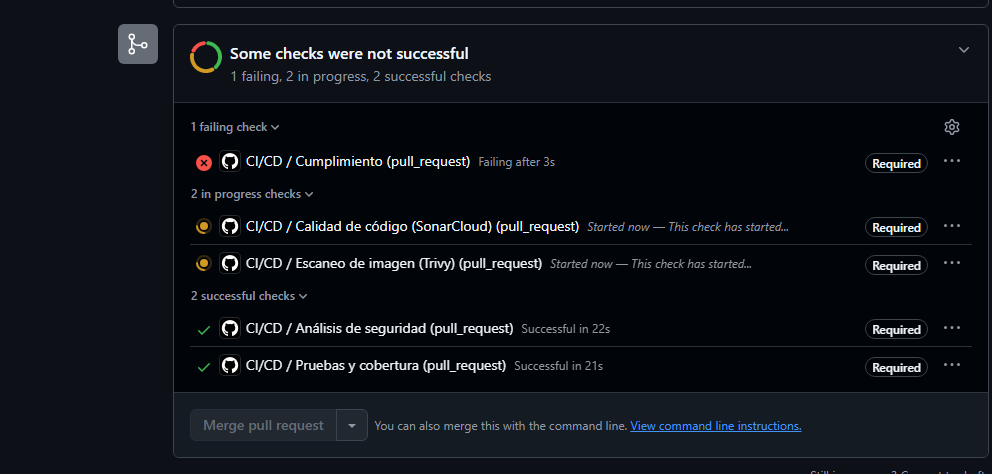 Some checks were not successful
1 failing, 2 in progress, 2 successful checks
1 failing check
CI/CD / Cumplimiento (pull_request) Failing after 3s Required
2 in progress checks
CI/CD / Calidad de código (SonarCloud) (pull_request) Started now — This check has started... Required
CI/CD / Escaneo de imagen (Trivy) (pull_request) Started now — This check has started... Required
2 successful checks
CI/CD / Análisis de seguridad (pull_request) Successful in 22s Required
CI/CD / Pruebas y cobertura (pull_request) Successful in 21s Required
Merge pull request You can also merge this with the command line. View command line instructions.